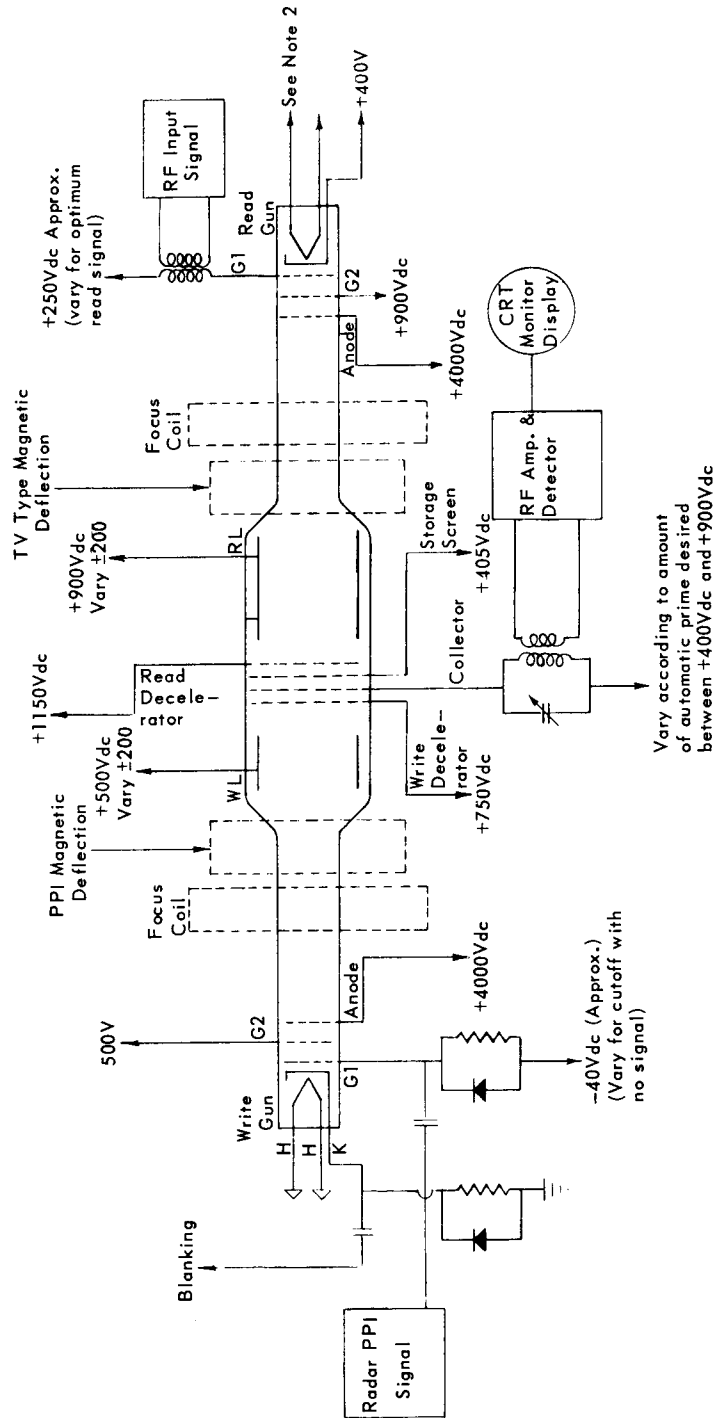 +250Vdc Approx.
(vary for optimum
read signal)
RF Input
Signal
Read
Gun
G1
See Note 2
+400V
G2
+900Vdc
Anode
+4000Vdc
Focus
Coil
TV Type Magnetic
Deflection
+900Vdc
Vary ±200
RL
+1150Vdc
Read Decele-
rator
+500Vdc
Vary ±200
WL
PPI Magnetic
Deflection
Focus
Coil
Storage
Screen
+405Vdc
Collector
RF Amp. &
Detector
CRT
Monitor
Display
Vary according to amount
of automatic prime desired
between +400Vdc and +900Vdc
Write Decele-
rator
+750Vdc
500V
G2
Anode
+4000Vdc
Write
Gun
H
H
K
G1
-40Vdc (Approx.)
(Vary for cutoff with
no signal)
Blanking
Radar PPI
Signal